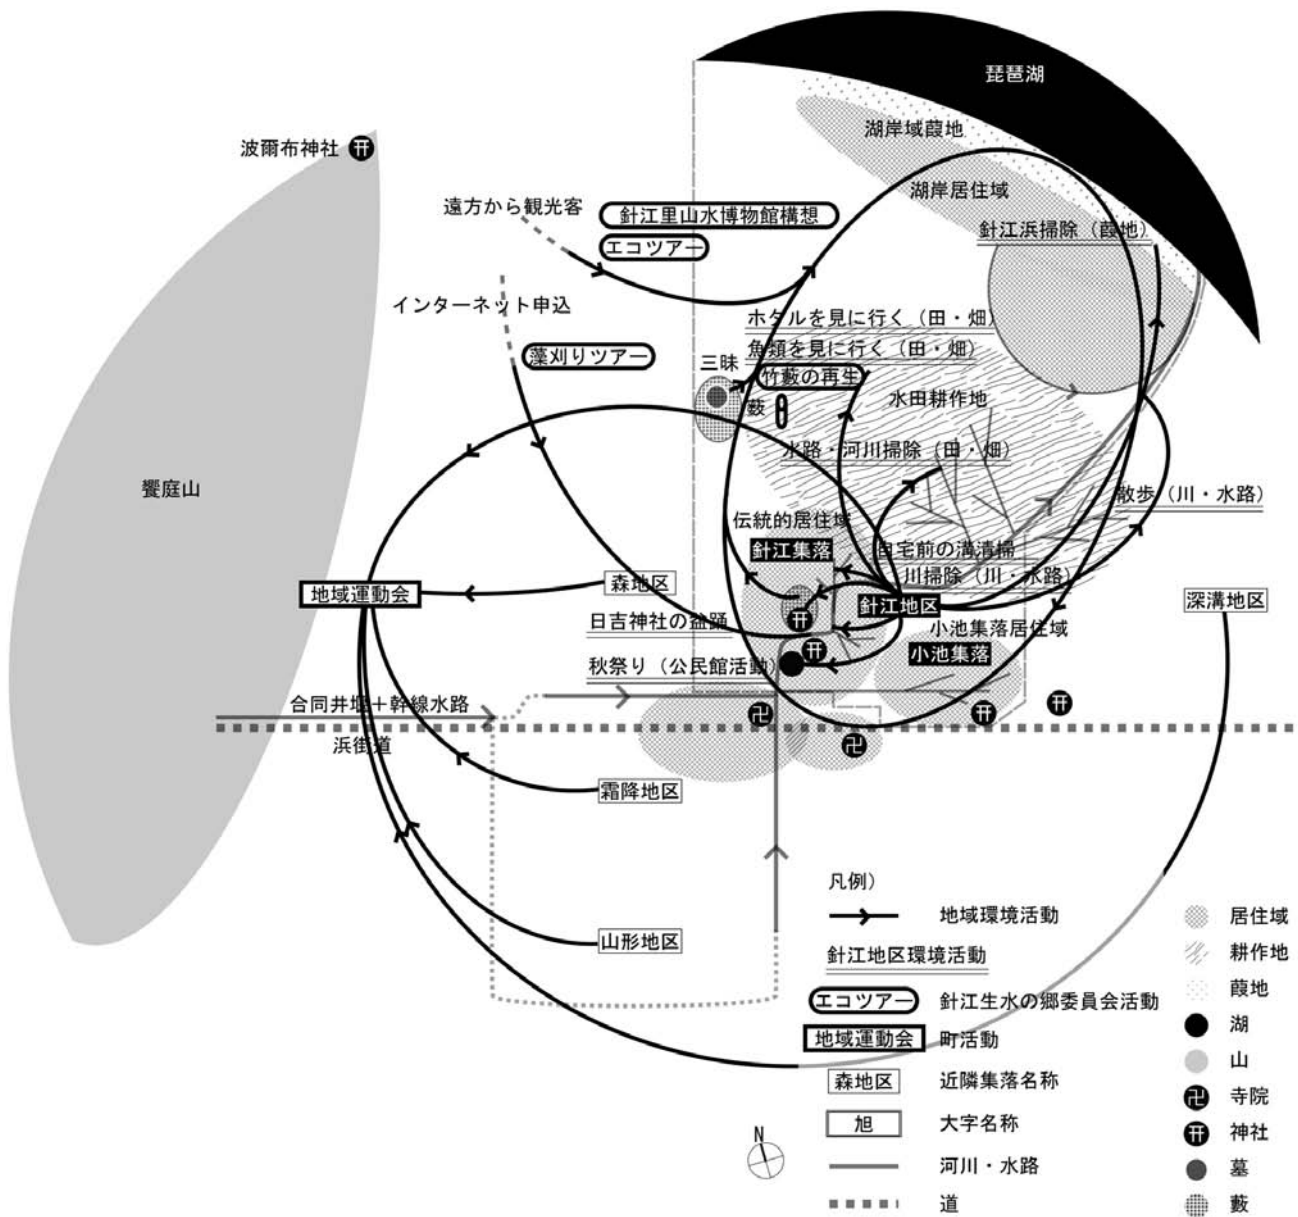 琵琶湖
波爾布神社
湖岸域葭地
湖岸居住域
遠方から観光客
針江里山水博物館構想
エコツアー
針江浜掃除（葭地）
インターネット申込
ホタルを見に行く（田・畑）
藻刈りツアー
魚類を見に行く（田・畑）
三昧
竹藪の再生
藪
水田耕作地
水路・河川掃除（田・畑）
饗庭山
散歩（川・水路）
伝統的居住域
針江集落
自宅前の溝清掃
川掃除（川・水路）
地域運動会
森地区
針江地区
深溝地区
日吉神社の盆踊
小池集落居住域
小池集落
秋祭り（公民館活動）
合同井堰＋幹線水路
浜街道
霜降地区
山形地区
凡例）
地域環境活動
針江地区環境活動
エコツアー 針江生水の郷委員会活動
地域運動会 町活動
森地区 近隣集落名称
旭 大字名称
河川・水路
道
居住域
耕作地
葭地
湖
山
卍 寺院
神社
墓
藪
N